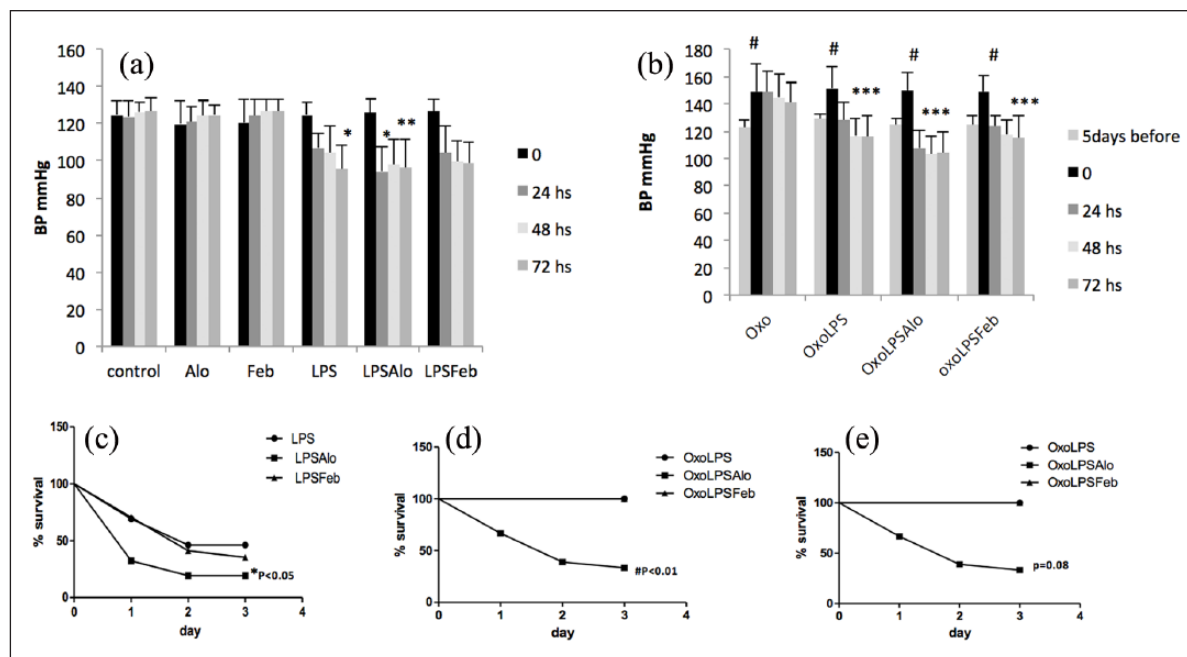 (a)
BP mmHg
160
140
120
100
80
60
40
20
0
*
*
**
control Alo Feb LPS LPSAlo LPSFeb
0
24 hs
48 hs
72 hs
(b)
BP mmHg
180
160
140
120
100
80
60
40
20
0
# # # #
*** *** ***
Oxo OxoLPS OxoLPSAlo oxoLPSFeb
5days before
0
24 hs
48 hs
72 hs
(c)
% survival
150
100
50
0
0 1 2 3 4
day
LPS
LPSAlo
LPSFeb
*P<0.05
(d)
% survival
150
100
50
0
0 1 2 3 4
day
OxoLPS
OxoLPSAlo
OxoLPSFeb
#P<0.01
(e)
% survival
150
100
50
0
0 1 2 3 4
day
OxoLPS
OxoLPSAlo
OxoLPSFeb
p=0.08